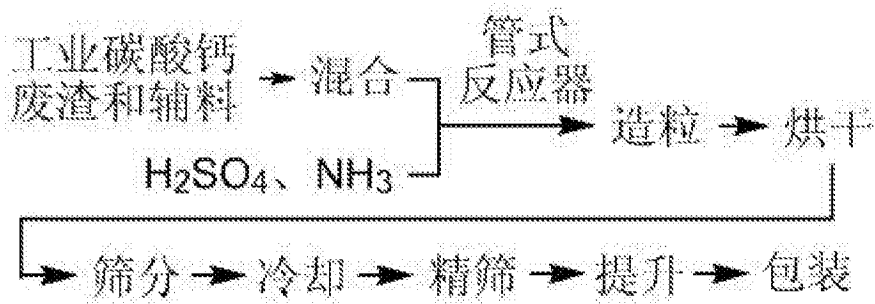 工业碳酸钙
废渣和辅料
混合
H₂SO₄、NH₃
管式
反应器
造粒
烘干
筛分
冷却
精筛
提升
包装